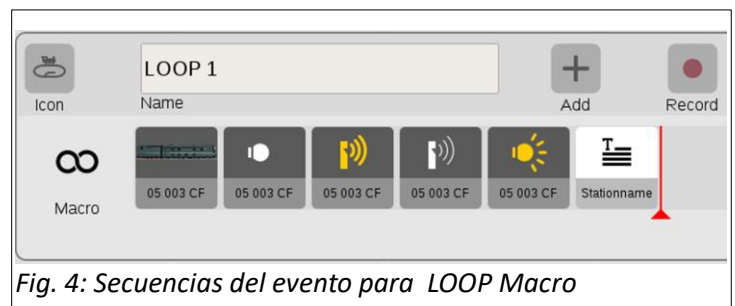 LOOP 1
Icon Name Add Record
Macro
05 003 CF 05 003 CF 05 003 CF 05 003 CF 05 003 CF Stationname
Fig. 4: Secuencias del evento para LOOP Macro